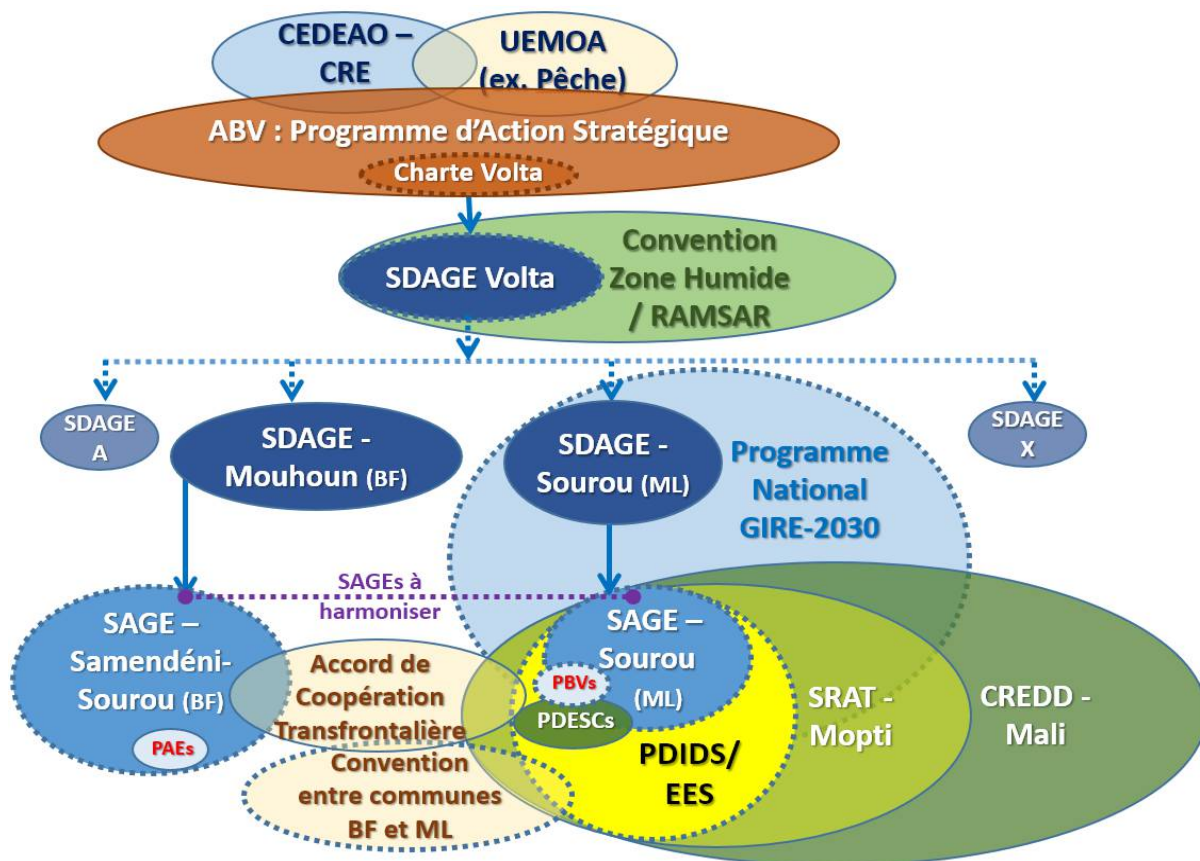 CEDEAO –
CRE
UEMOA
(ex. Pêche)
ABV : Programme d'Action Stratégique
Charte Volta
SDAGE Volta
Convention
Zone Humide
/ RAMSAR
SDAGE
A
SDAGE -
Mouhoun (BF)
SDAGE -
Sourou (ML)
Programme
National
GIRE-2030
SDAGE
X
SAGEs à
harmoniser
SAGE –
Samendéni-
Sourou (BF)
PAEs
Accord de
Coopération
Transfrontalière
Convention
entre communes
BF et ML
SAGE –
Sourou
(ML)
PBVs
PDESCs
PDIDS/
EES
SRAT -
Mopti
CREDD -
Mali